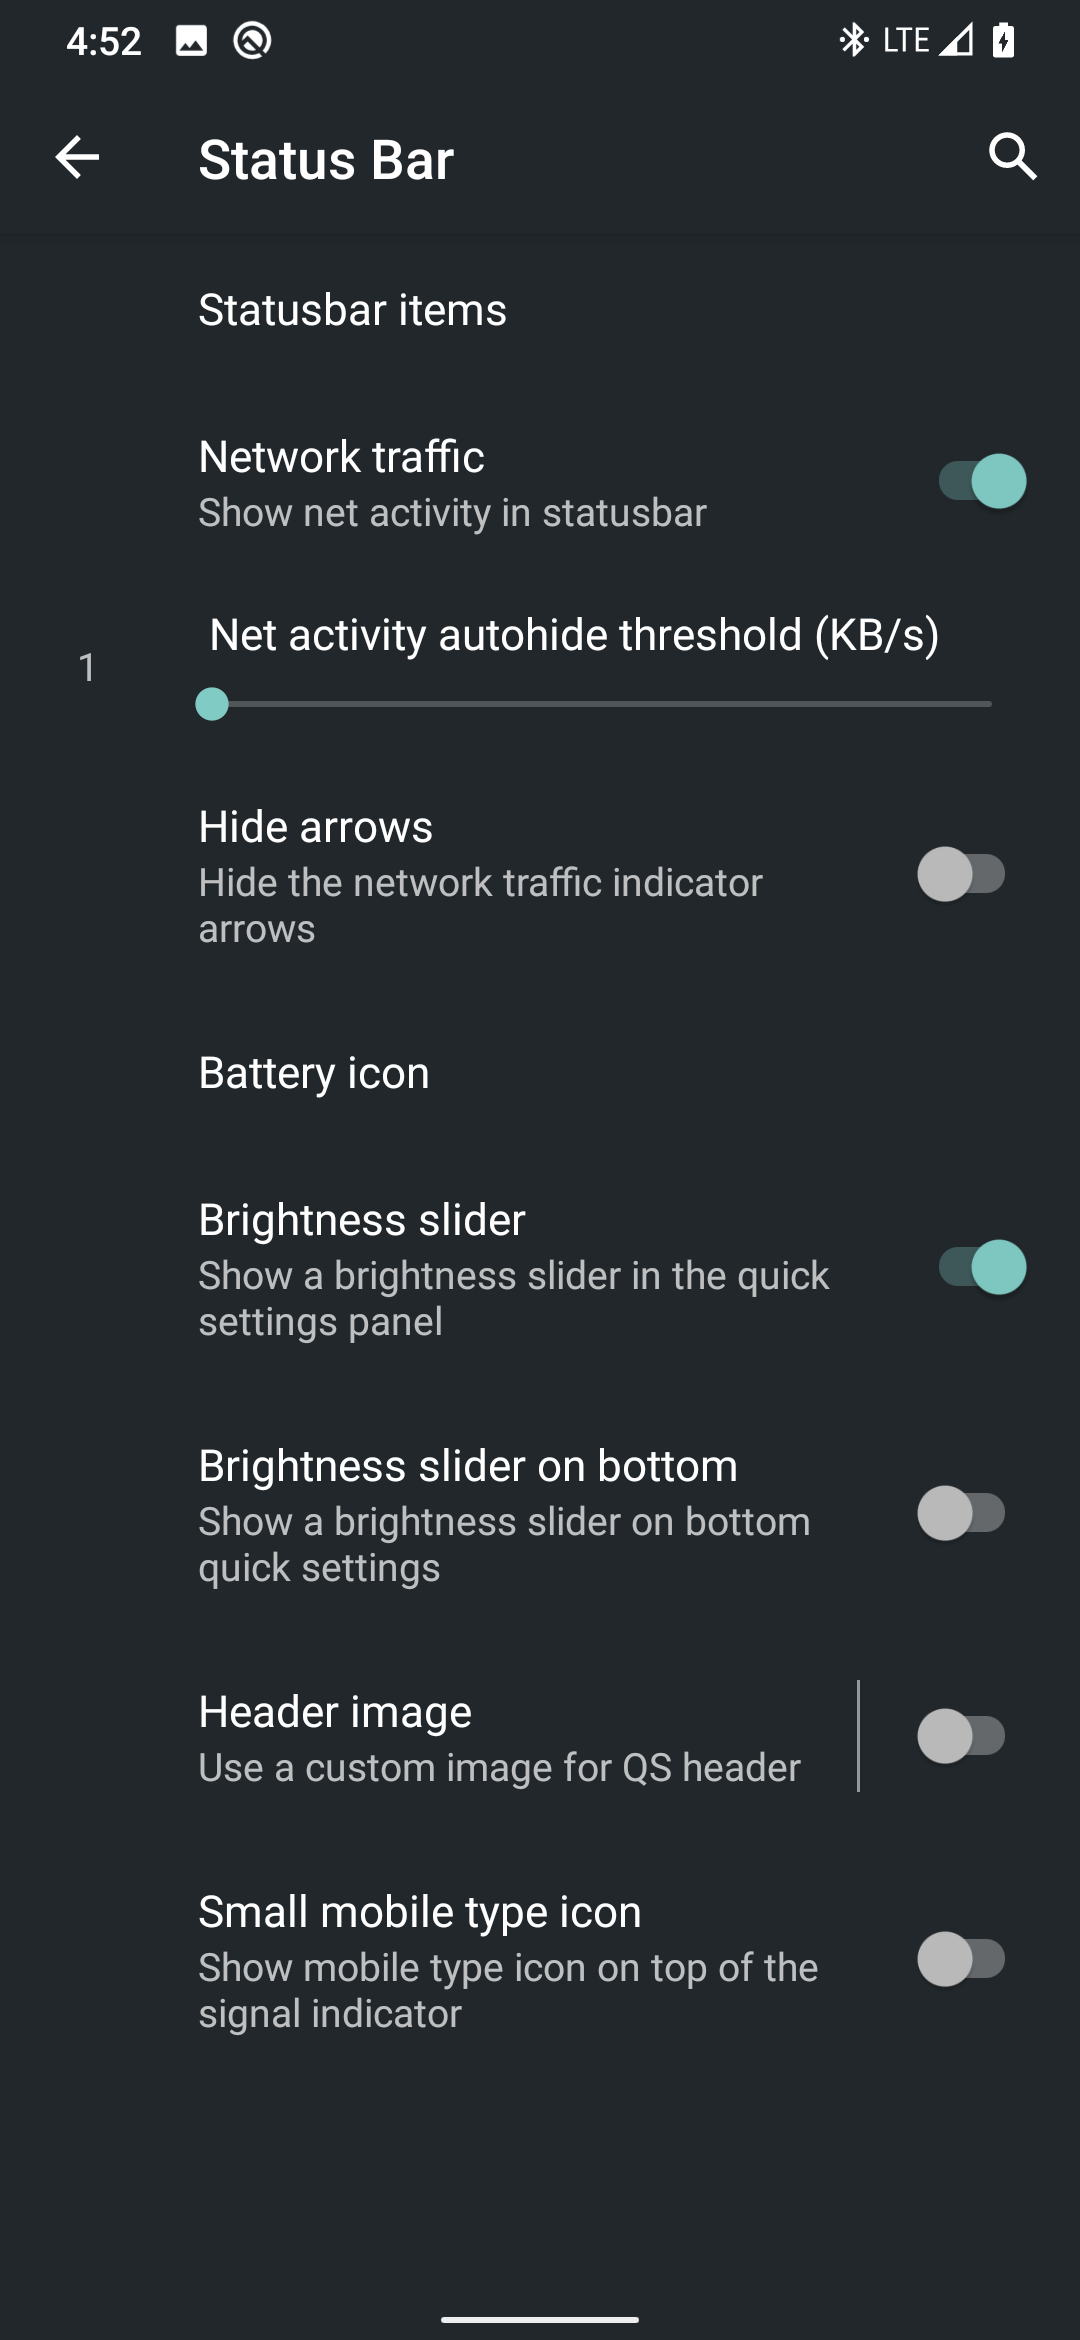 4:52
LTE
Status Bar
Statusbar items
Network traffic
Show net activity in statusbar
Net activity autohide threshold (KB/s)
1
Hide arrows
Hide the network traffic indicator
arrows
Battery icon
Brightness slider
Show a brightness slider in the quick
settings panel
Brightness slider on bottom
Show a brightness slider on bottom
quick settings
Header image
Use a custom image for QS header
Small mobile type icon
Show mobile type icon on top of the
signal indicator